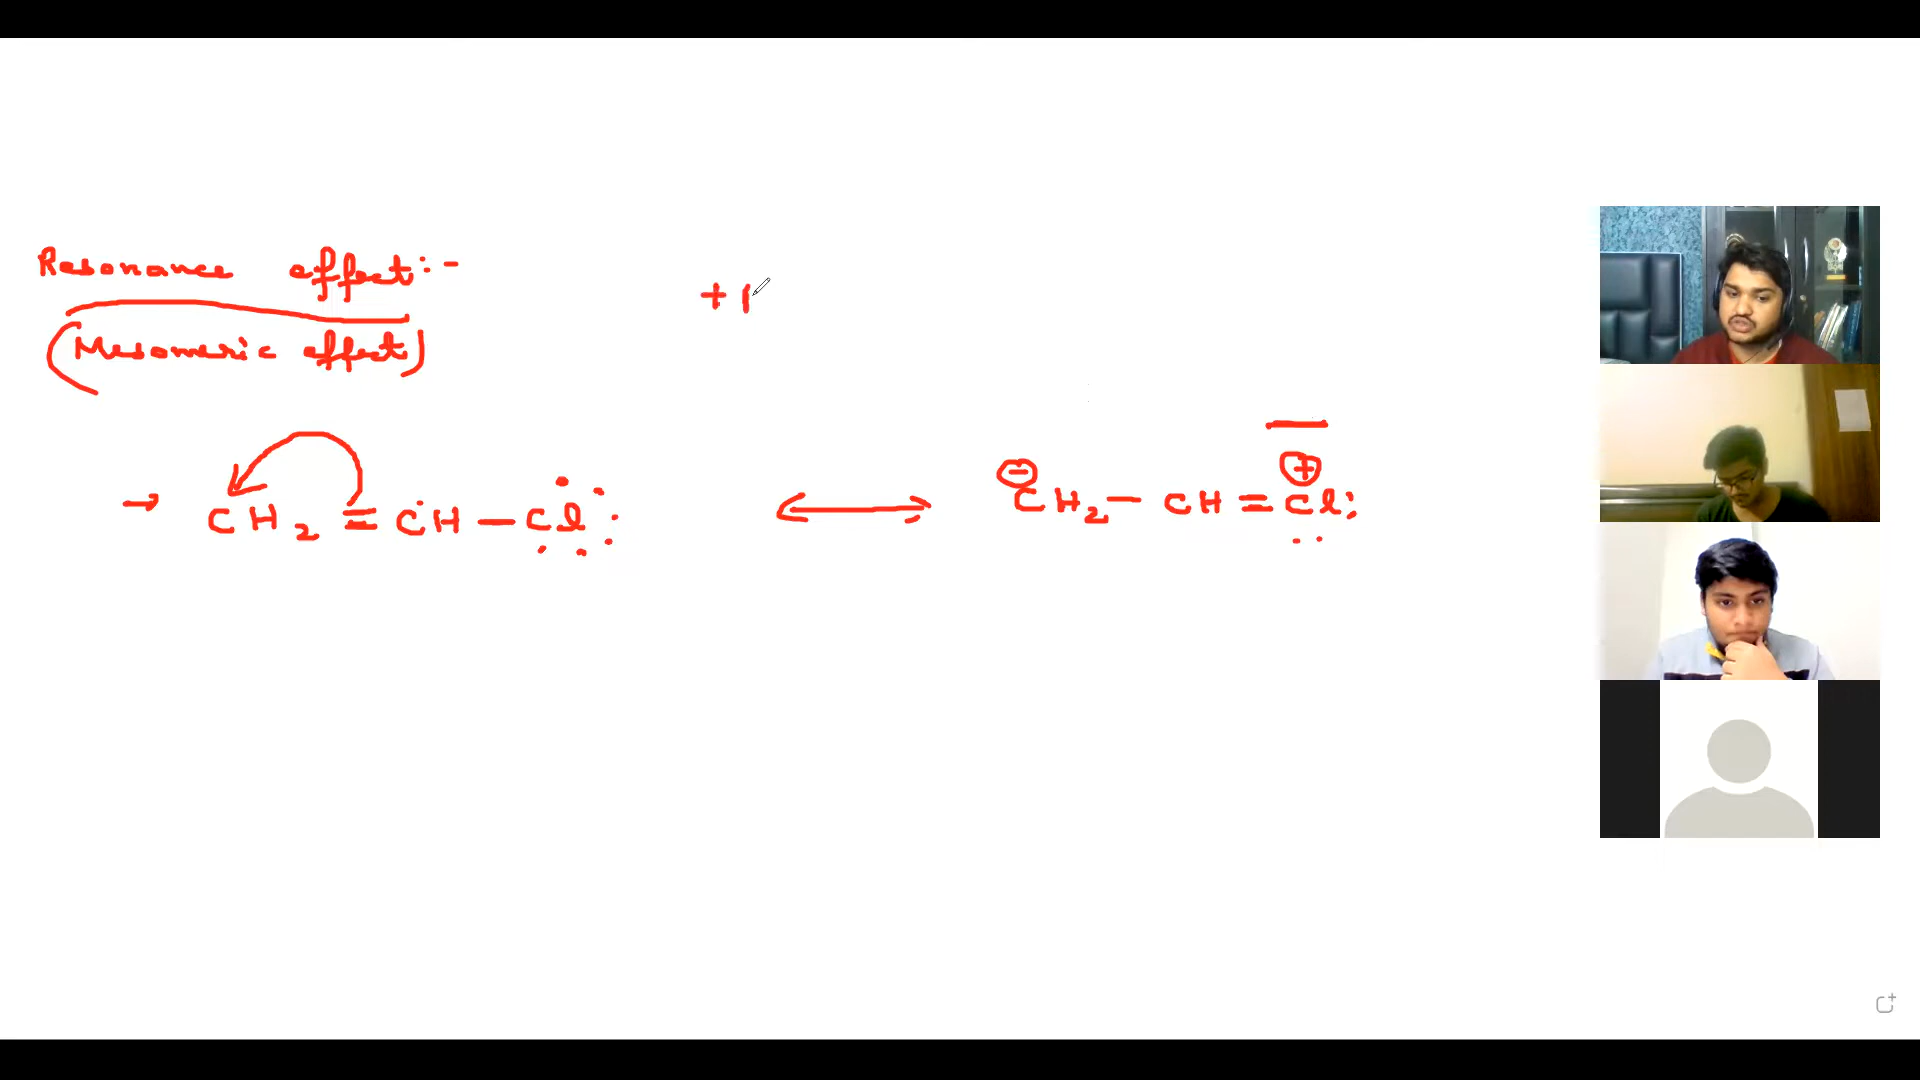 Resonance effect:-
+
(Mesomeric effect)
→ CH2 = CH — Cl:
⟷
⊖ ⊕
CH2 — CH = Cl: